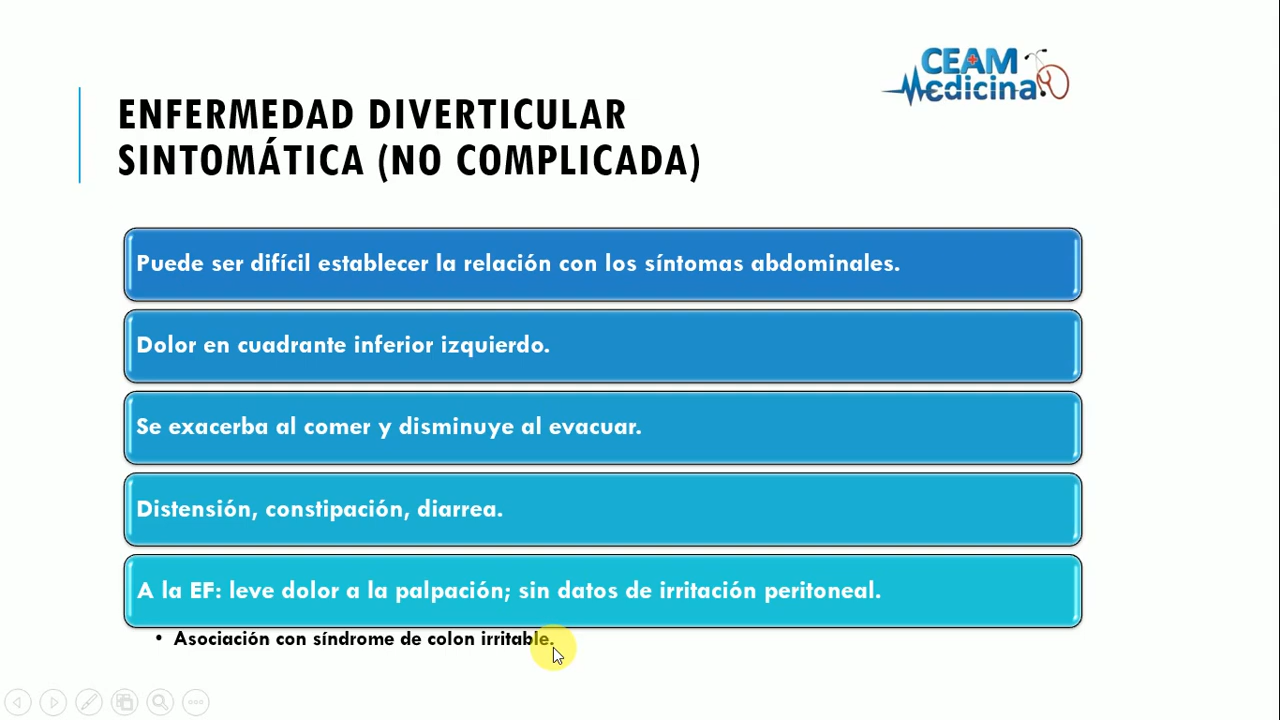 CEAM
Medicina
ENFERMEDAD DIVERTICULAR
SINTOMÁTICA (NO COMPLICADA)
Puede ser difícil establecer la relación con los síntomas abdominales.
Dolor en cuadrante inferior izquierdo.
Se exacerba al comer y disminuye al evacuar.
Distensión, constipación, diarrea.
A la EF: leve dolor a la palpación; sin datos de irritación peritoneal.
• Asociación con síndrome de colon irritable.